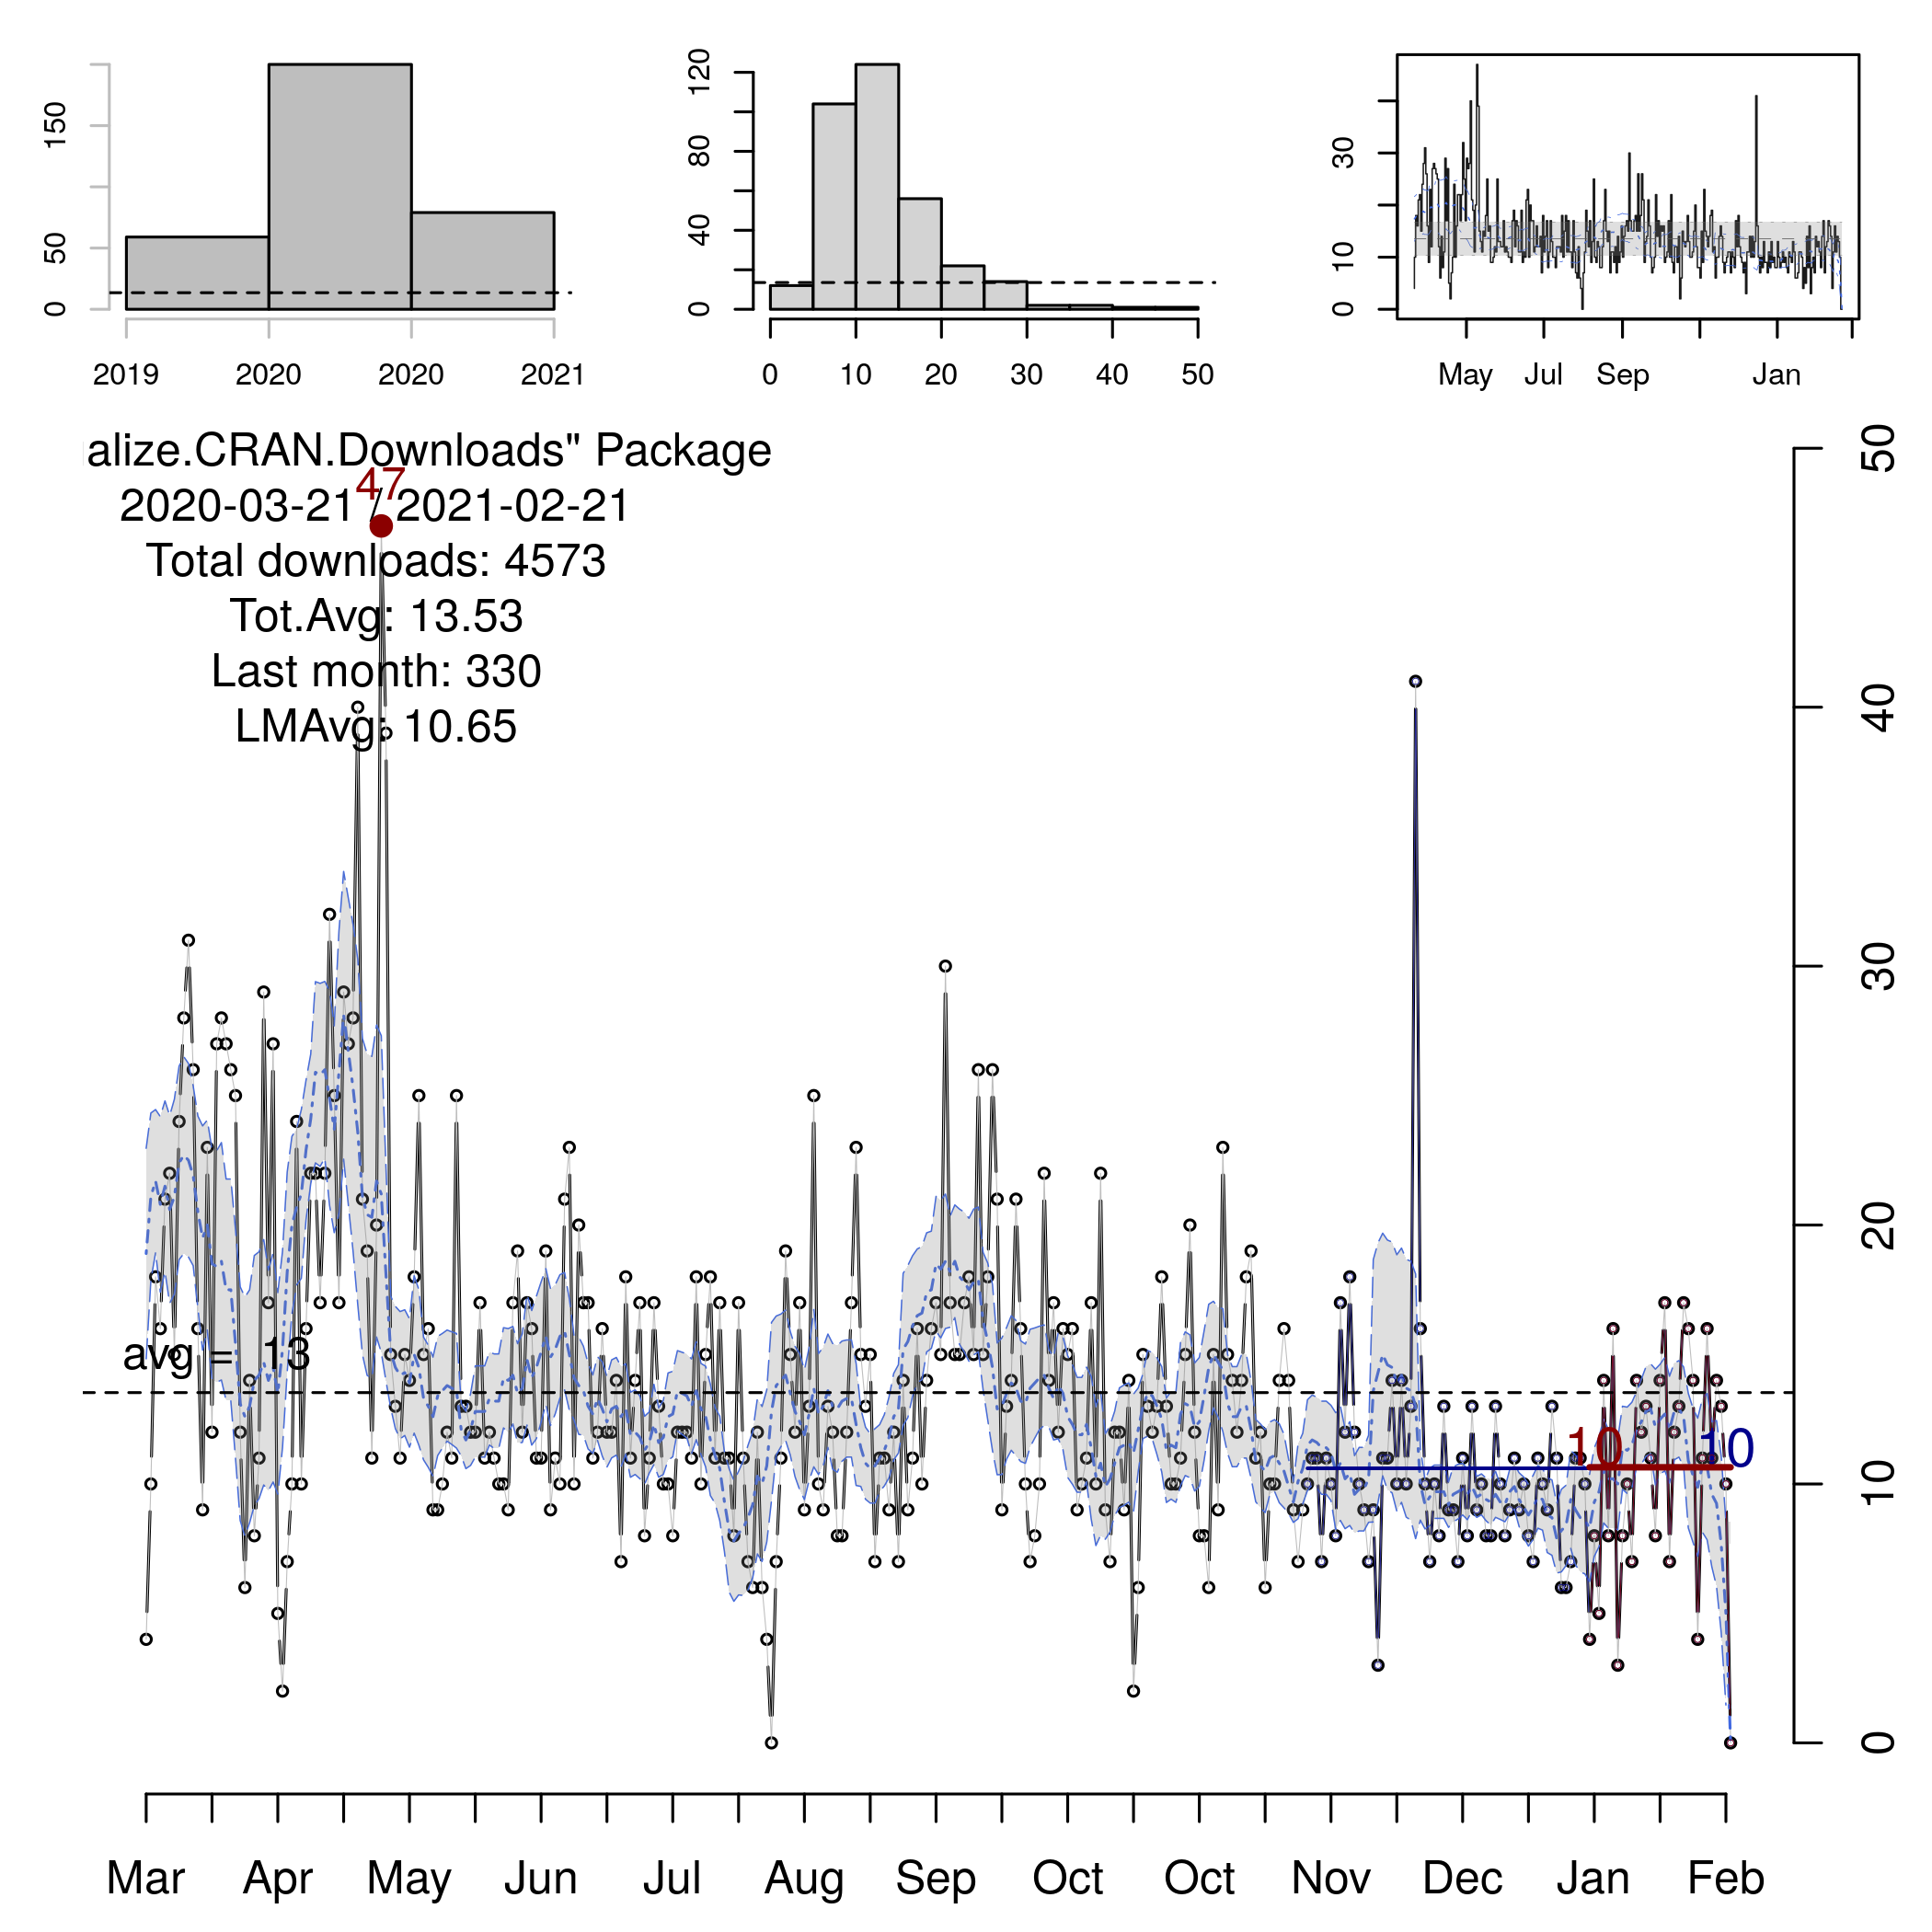 150
50
0
2019 2020 2020 2021
120
80
40
0
0 10 20 30 40 50
30
10
0
May Jul Sep Jan
alize.CRAN.Downloads" Package
47
2020-03-21 / 2021-02-21
Total downloads: 4573
Tot.Avg: 13.53
Last month: 330
LMAvg: 10.65
avg = 13
10 10
50
40
30
20
10
0
Mar Apr May Jun Jul Aug Sep Oct Oct Nov Dec Jan Feb